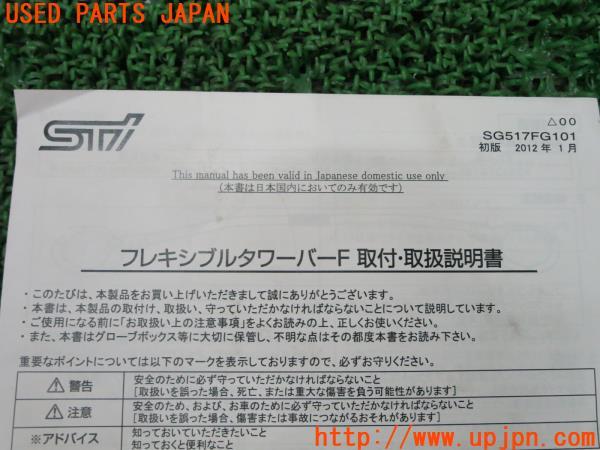 USED PARTS JAPAN
STI
△00
SG517FG101
初版 2012年 1月
This manual has been valid in Japanese domestic use only
(本書は日本国内においてのみ有効です)
フレキシブルタワーバーF 取付・取扱説明書
・このたびは、本製品をお買い上げいただきまして誠にありがとうございます。
・本書は、本製品の取付け、取扱い、守っていただかなければならないことについて説明しています。
・ご使用になる前に「お取扱い上の注意事項」をよくお読みの上、正しくお使いください。
・また、本書はグローブボックス等に大切に保管し、不明な点はその都度本書をお読み下さい。
重要なポイントについては以下のマークを表示しておりますので、必ずお守りください。
⚠警告 安全のために必ず守っていただかなければならないこと
[取扱いを誤った場合、死亡、または重大な傷害を負う可能性があります]
⚠注意 安全のため、および、お車のために必ず守っていただかなければならないこと
[取扱いを誤った場合、傷害または事故につながるおそれがあります]
※アドバイス 知っておいていただきたいこと
知っておくと便利なこと
http://www.upjpn.com/